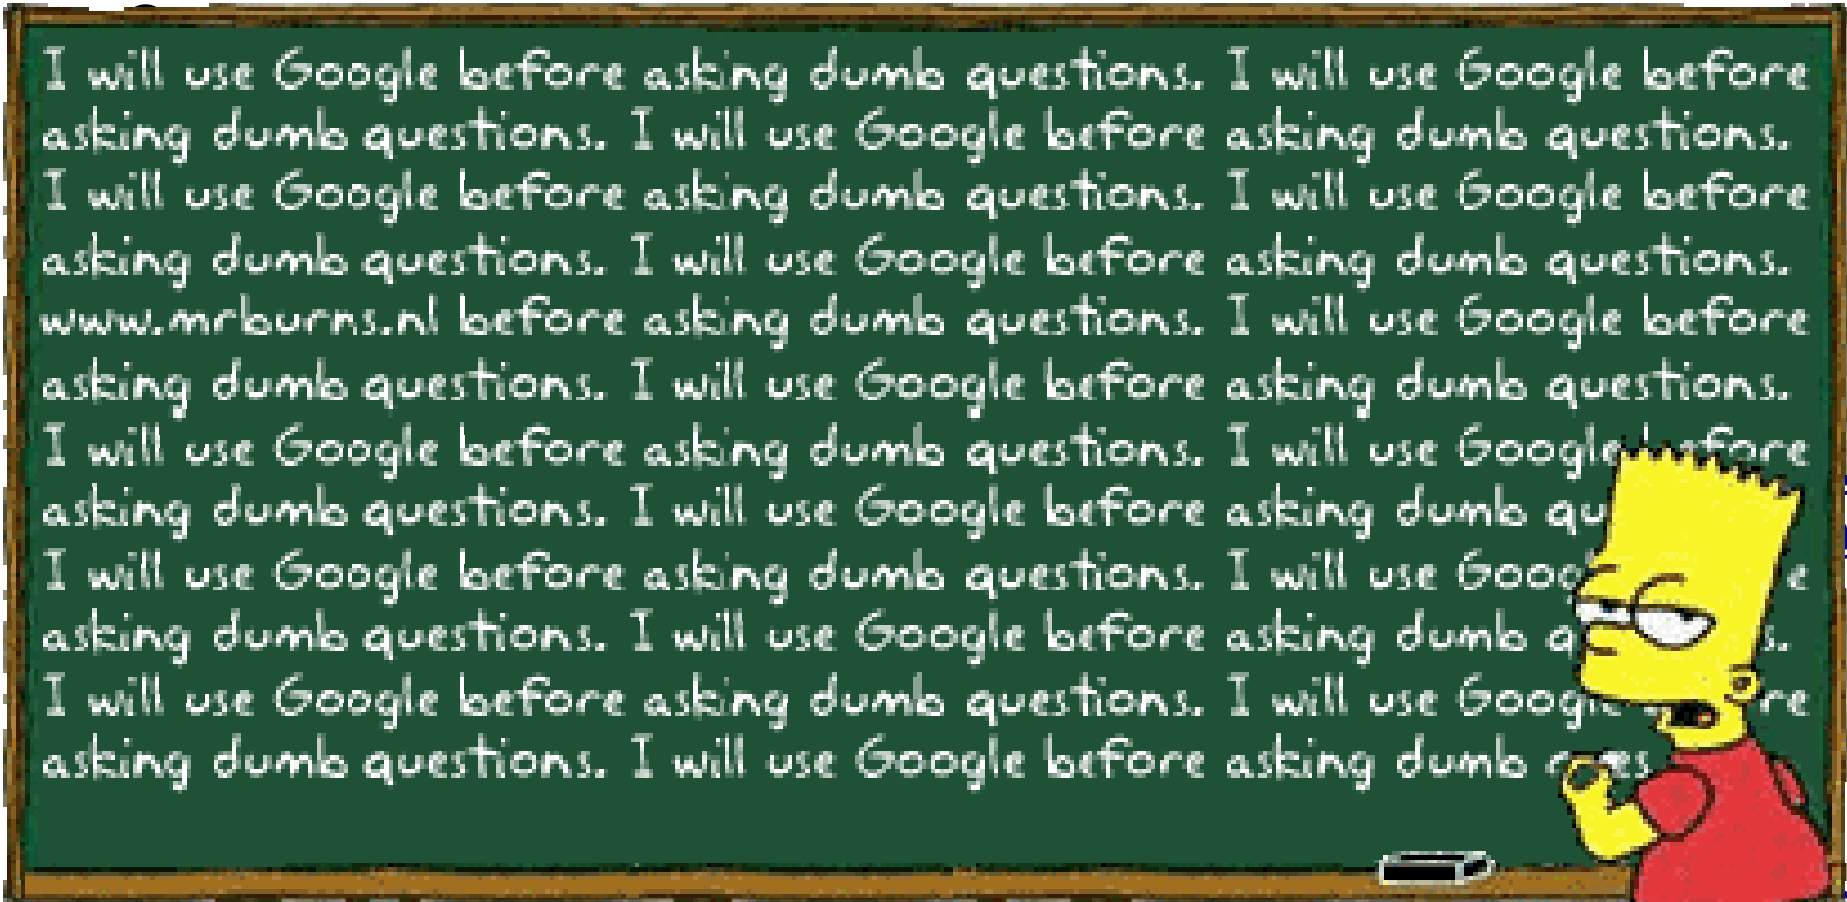 I will use Google before asking dumb questions. I will use Google before
asking dumb questions. I will use Google before asking dumb questions.
I will use Google before asking dumb questions. I will use Google before
asking dumb questions. I will use Google before asking dumb questions.
www.mrburns.nl before asking dumb questions. I will use Google before
asking dumb questions. I will use Google before asking dumb questions.
I will use Google before asking dumb questions. I will use Google before
asking dumb questions. I will use Google before asking dumb
I will use Google before asking dumb questions. I will use
asking dumb questions. I will use Google before asking dumb
I will use Google before asking dumb questions. I will use Google
asking dumb questions. I will use Google before asking dumb